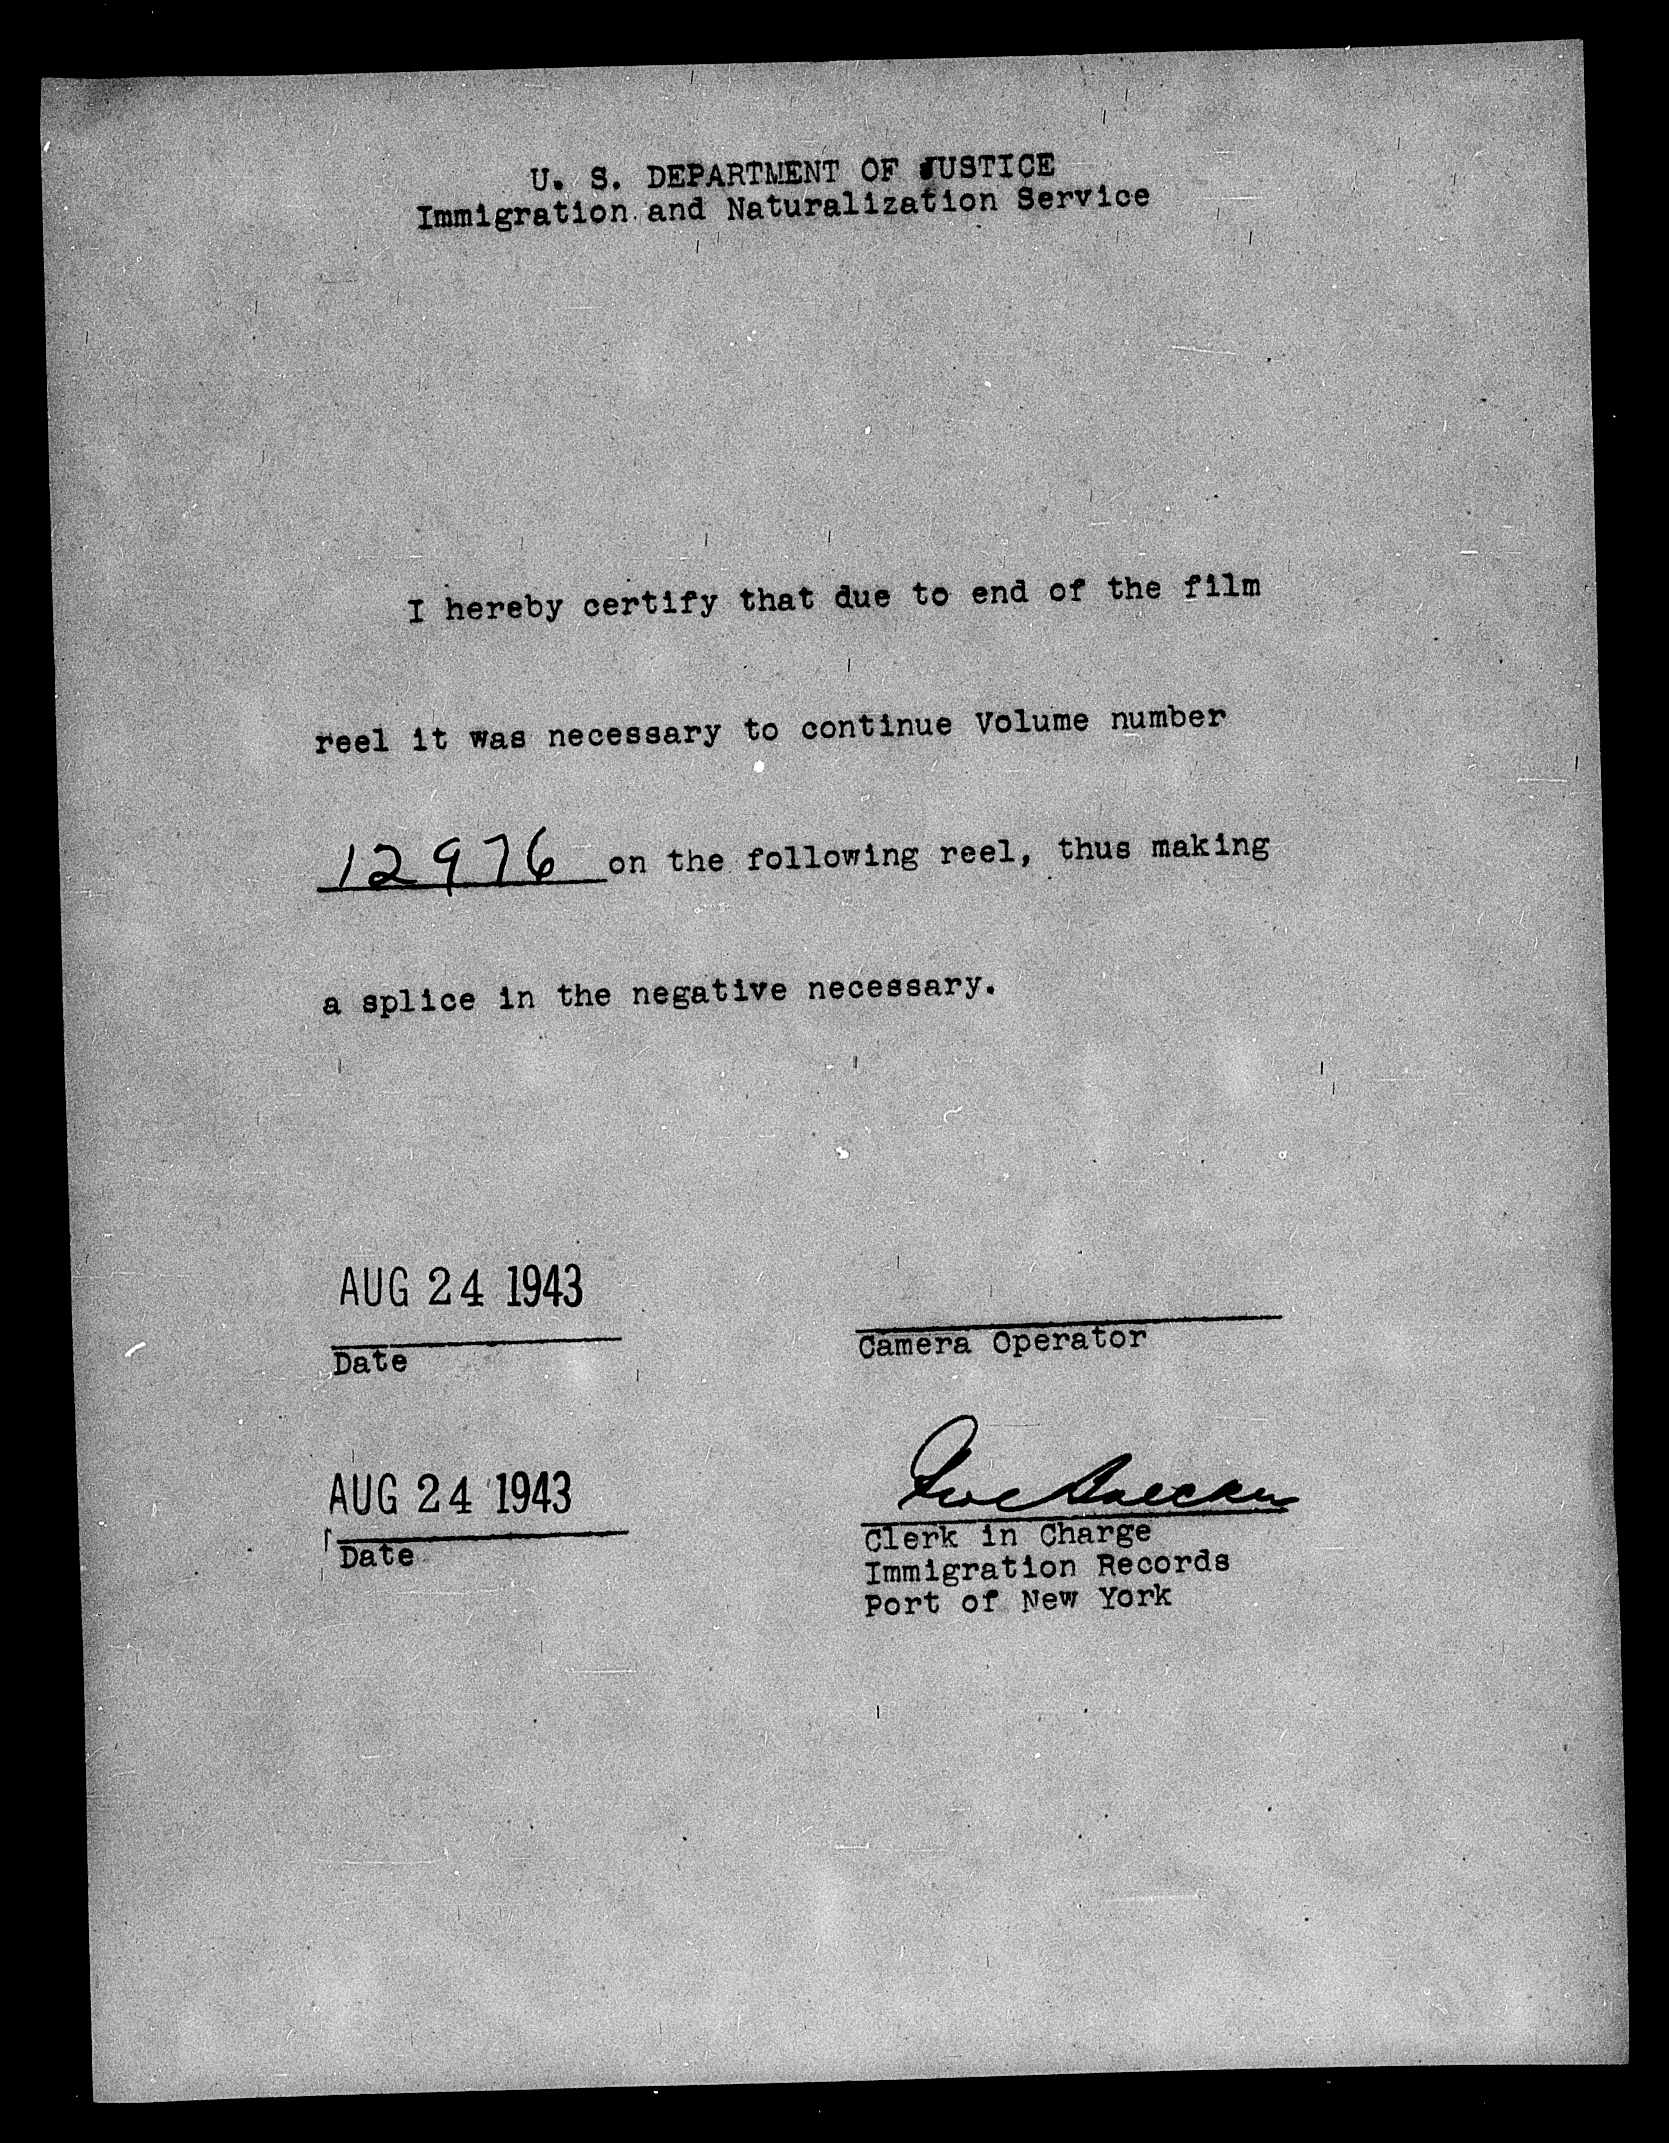 U. S. DEPARTMENT OF JUSTICE
Immigration and Naturalization Service
I hereby certify that due to end of the film
reel it was necessary to continue Volume number
12976 on the following reel, thus making
a splice in the negative necessary.
AUG 24 1943
Date
Camera Operator
AUG 24 1943
Date
Clerk in Charge
Immigration Records
Port of New York